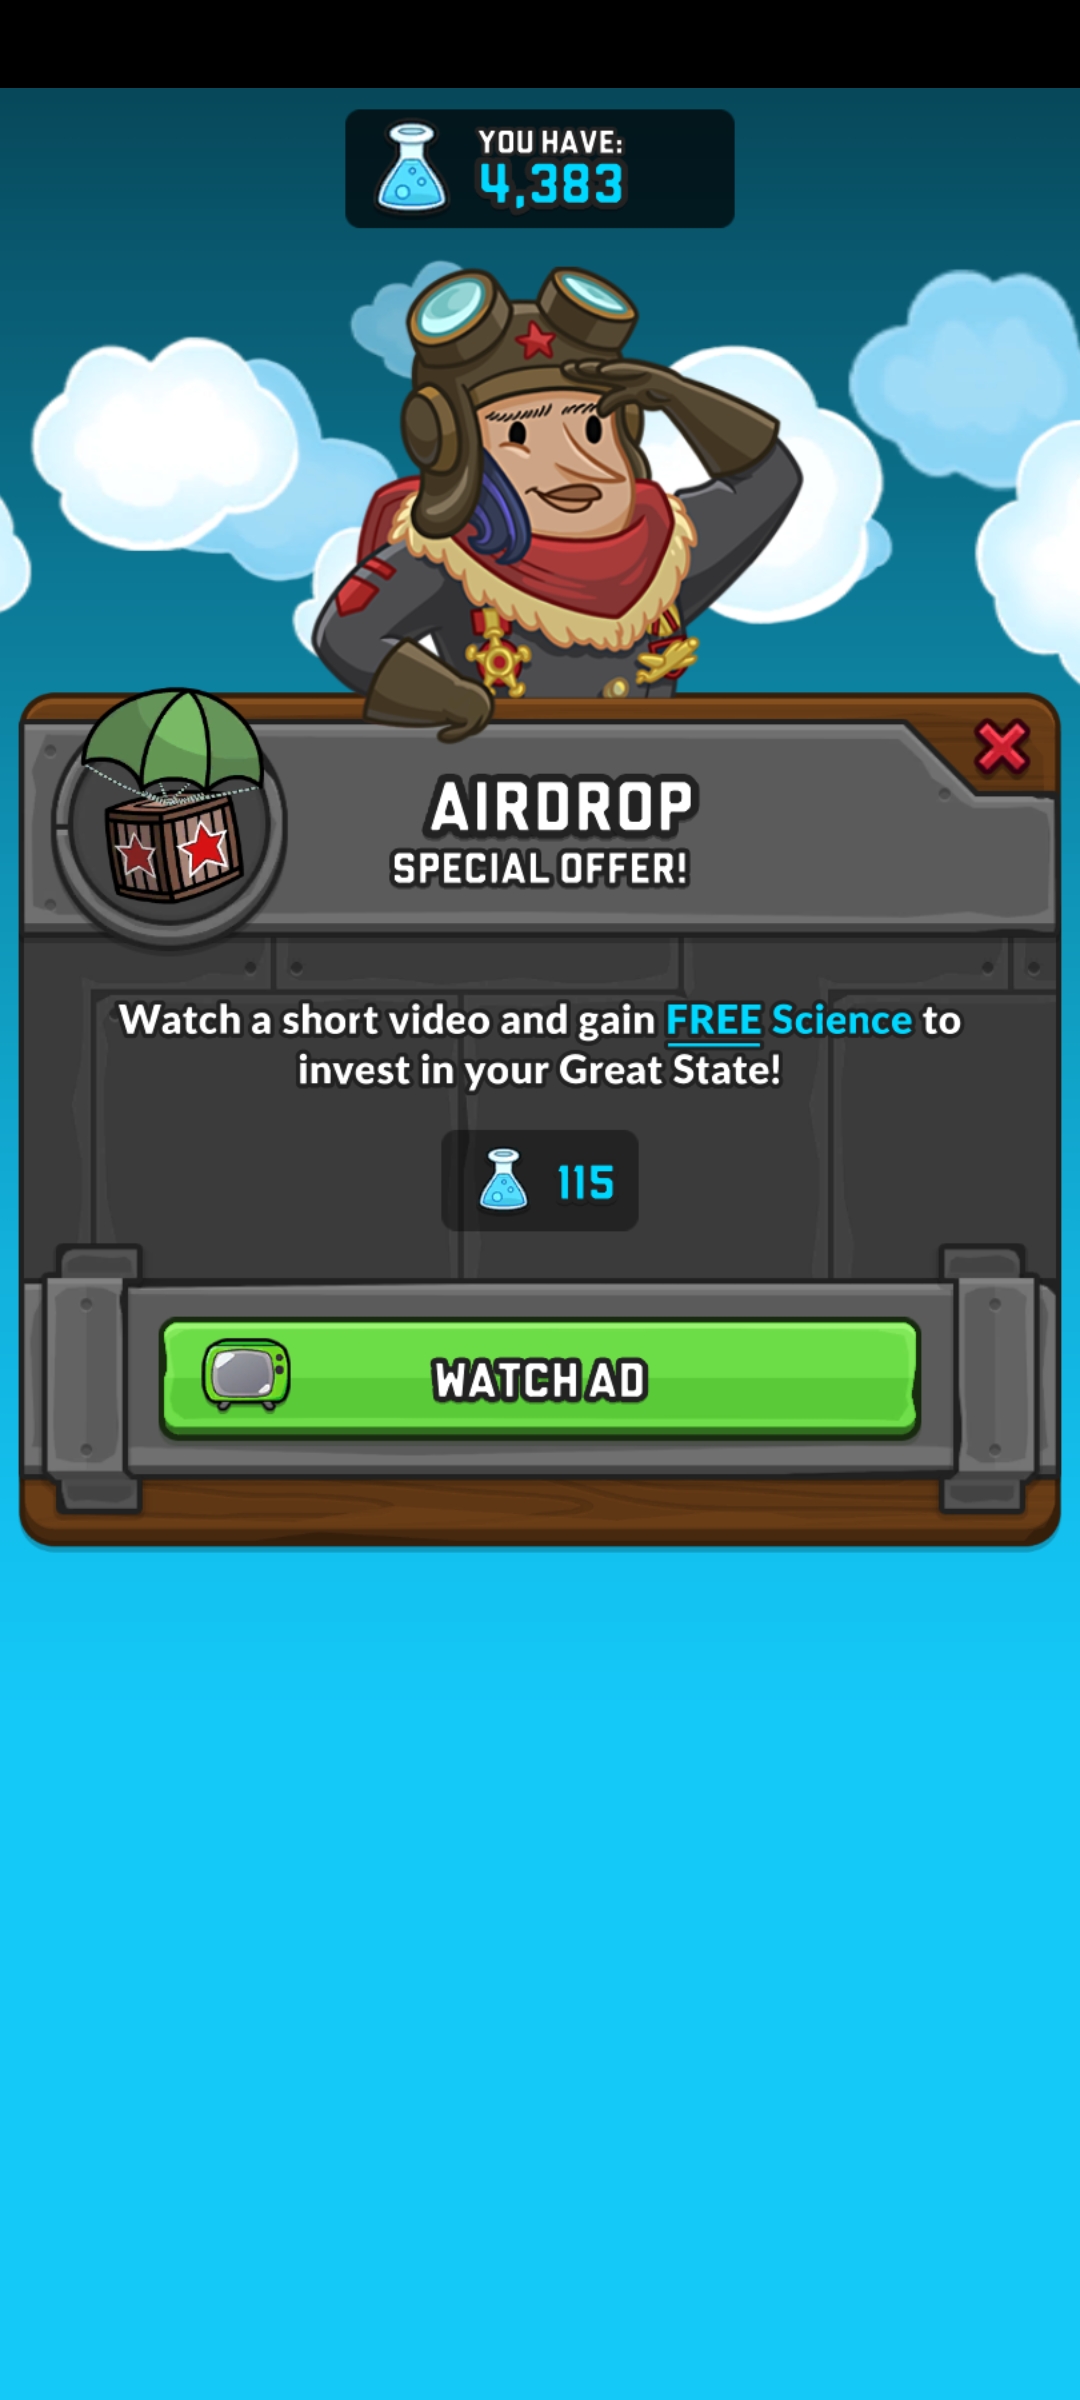 YOU HAVE:
4,383
AIRDROP
SPECIAL OFFER!
Watch a short video and gain FREE Science to
invest in your Great State!
115
WATCH AD